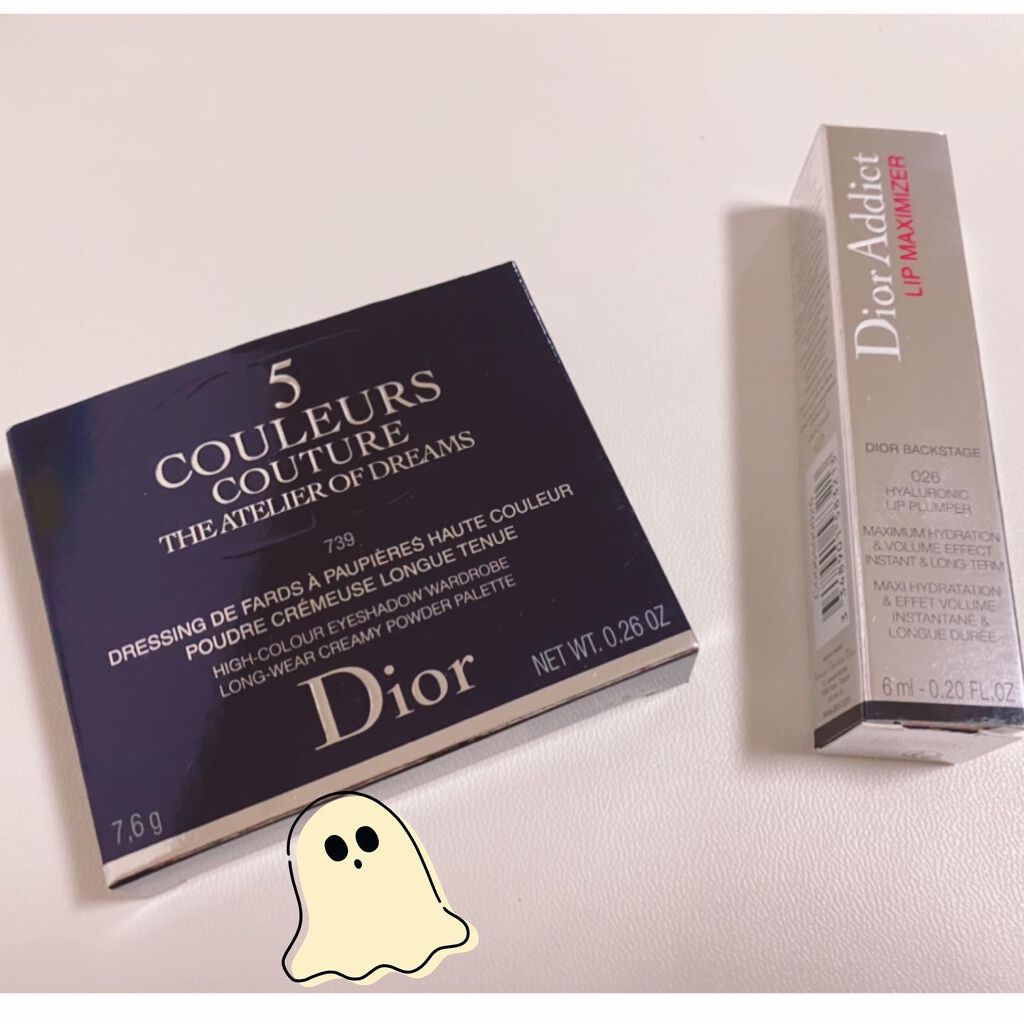 5
COULEURS
COUTURE
THE ATELIER OF DREAMS
739
DRESSING DE FARDS À PAUPIÈRES HAUTE COULEUR
POUDRE CRÉMEUSE LONGUE TENUE
HIGH-COLOUR EYESHADOW WARDROBE
LONG-WEAR CREAMY POWDER PALETTE
Dior
NET WT. 0.26 OZ
7,6 g
Dior Addict
LIP MAXIMIZER
DIOR BACKSTAGE
026
HYALURONIC
LIP PLUMPER
MAXIMUM HYDRATION
& VOLUME EFFECT
INSTANT & LONG-TERM
MAXI HYDRATATION
& EFFET VOLUME
INSTANTANÉ &
LONGUE DURÉE
6 ml - 0.20 FL.OZ